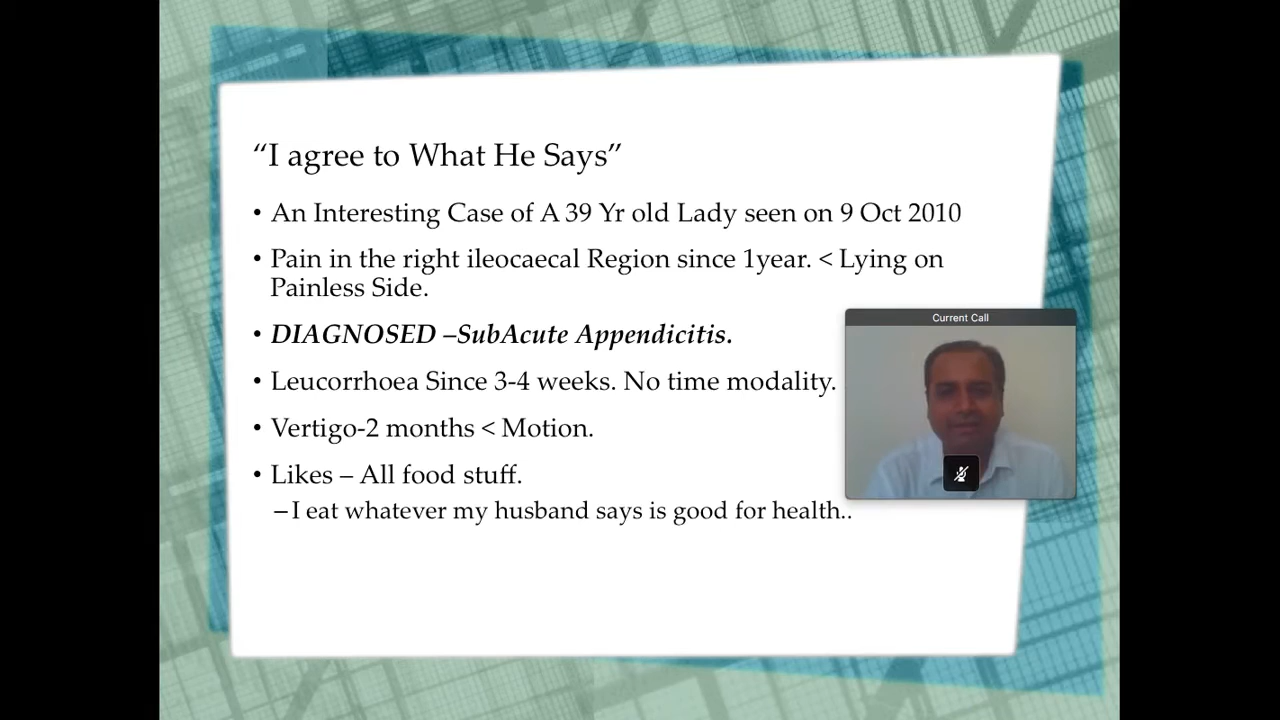 “I agree to What He Says”
• An Interesting Case of A 39 Yr old Lady seen on 9 Oct 2010
• Pain in the right ileocaecal Region since 1year. < Lying on
Painless Side.
• DIAGNOSED –SubAcute Appendicitis.
Current Call
• Leucorrhoea Since 3-4 weeks. No time modality.
• Vertigo-2 months < Motion.
• Likes – All food stuff.
– I eat whatever my husband says is good for health..